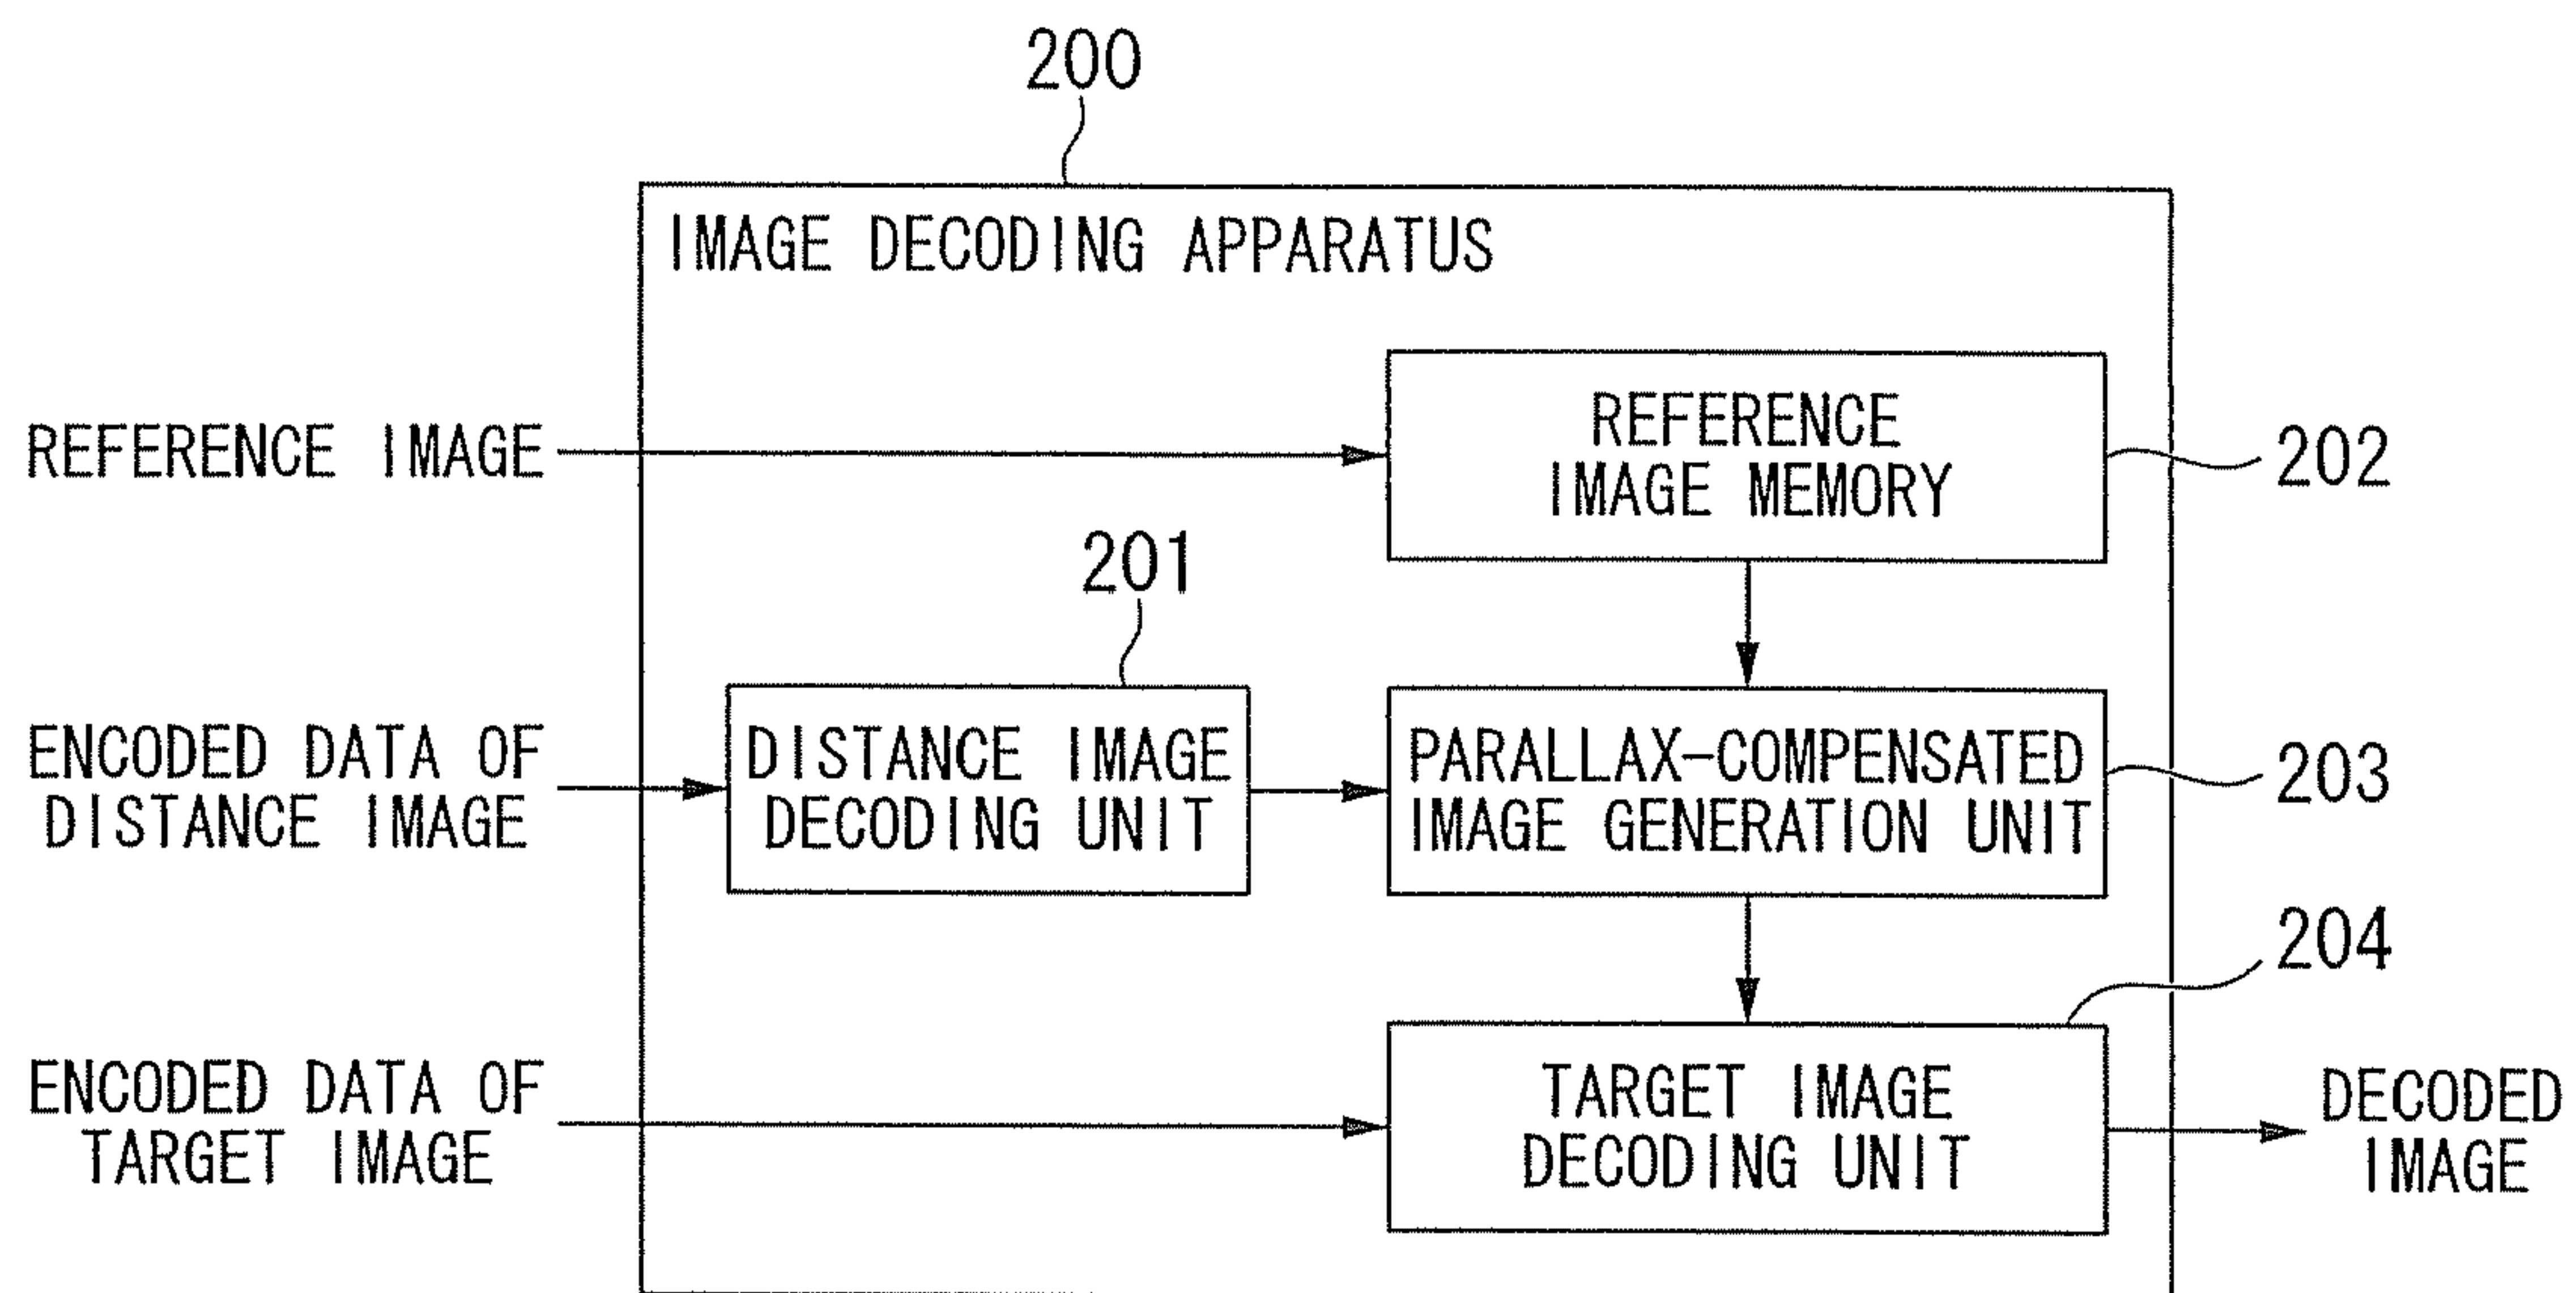 200
IMAGE DECODING APPARATUS
REFERENCE IMAGE
REFERENCE
IMAGE MEMORY
202
201
ENCODED DATA OF
DISTANCE IMAGE
DISTANCE IMAGE
DECODING UNIT
PARALLAX-COMPENSATED
IMAGE GENERATION UNIT
203
204
ENCODED DATA OF
TARGET IMAGE
TARGET IMAGE
DECODING UNIT
DECODED
IMAGE